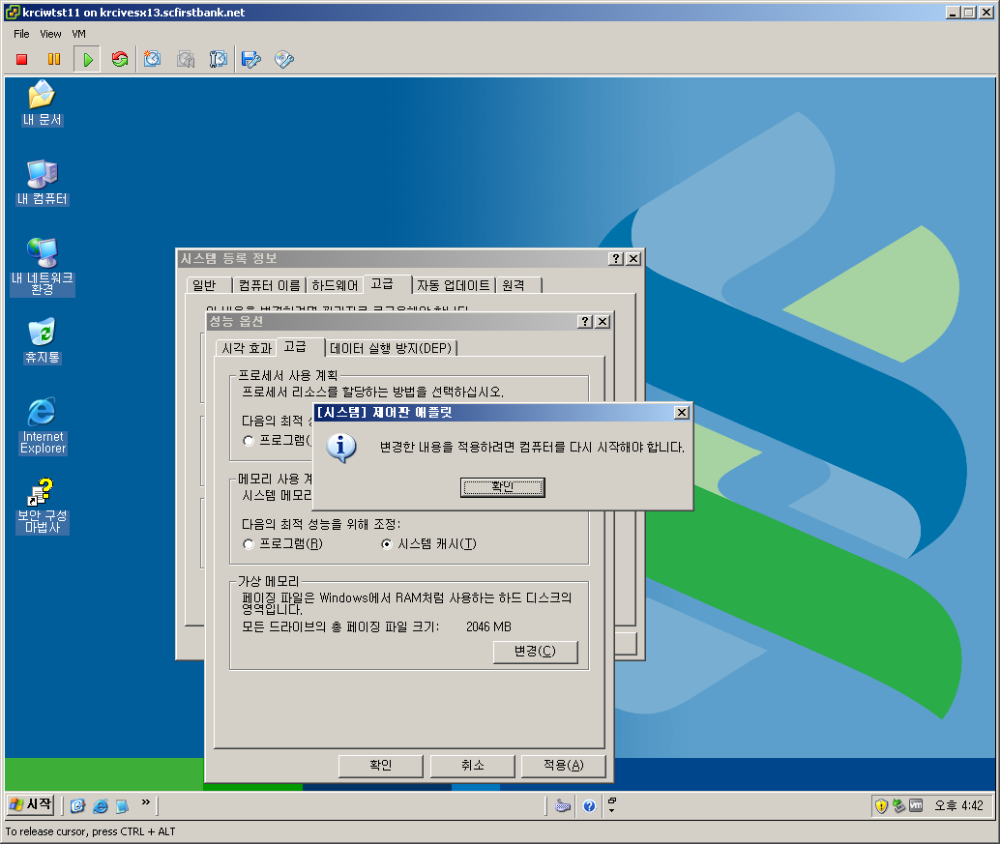 krciwtst11 on krcivesx13.scfirstbank.net
File View VM
내 문서
내 컴퓨터
내 네트워크
환경
휴지통
Internet
Explorer
보안 구성
마법사
시스템 등록 정보
일반 컴퓨터 이름 하드웨어 고급 자동 업데이트 원격
성능 옵션
시각 효과 고급 데이터 실행 방지(DEP)
프로세서 사용 계획
프로세서 리소스를 할당하는 방법을 선택하십시오.
다음의 최적 성
프로그램(
[시스템] 제어판 애플릿
변경한 내용을 적용하려면 컴퓨터를 다시 시작해야 합니다.
확인
메모리 사용 계
시스템 메모리
다음의 최적 성능을 위해 조정:
프로그램(R) 시스템 캐시(T)
가상 메모리
페이징 파일은 Windows에서 RAM처럼 사용하는 하드 디스크의
영역입니다.
모든 드라이브의 총 페이징 파일 크기: 2046 MB
변경(C)
확인 취소 적용(A)
시작 » 오후 4:42
To release cursor, press CTRL + ALT